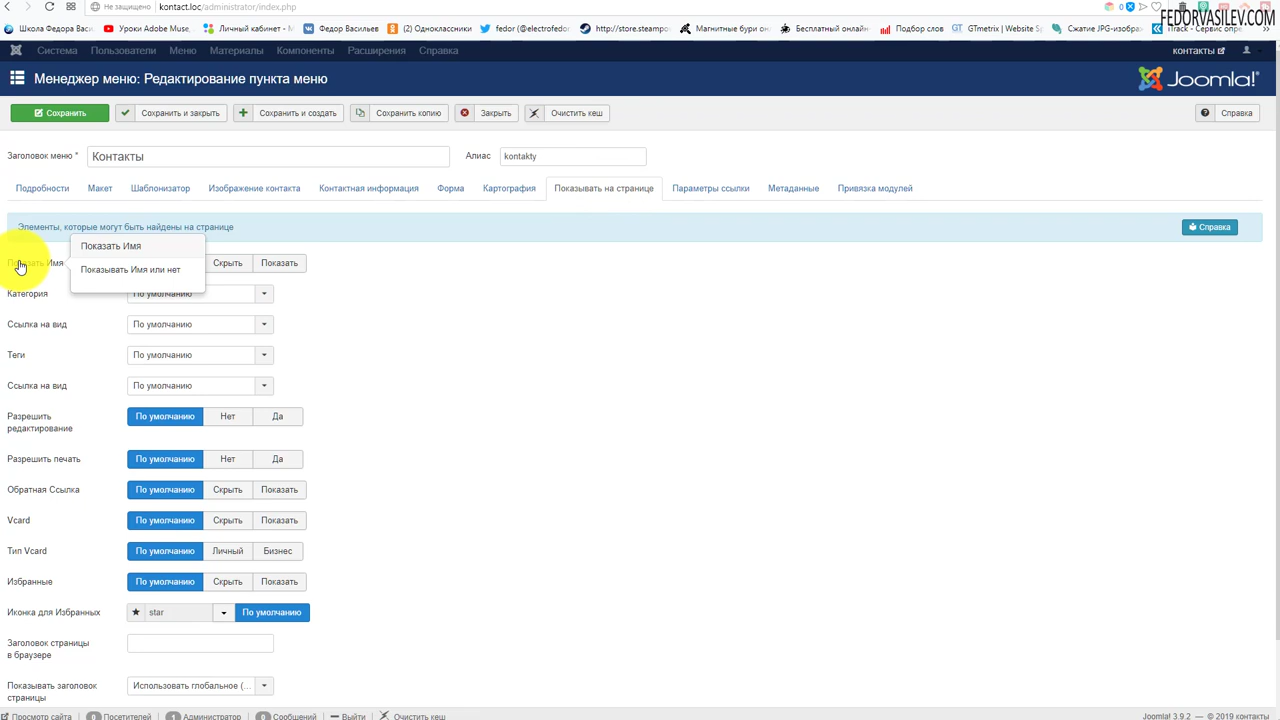 Не защищено kontact.loc/administrator/index.php
0
FEDORVASILEV.COM
Школа Федора Васи... Уроки Adobe Muse, Личный кабинет - М... Федор Васильев Одноклассники fedor (@electrofedor) http://store.steampo Магнитные бури он Бесплатный онлайн Подбор слов GTmetrix | Website S Сжатие JPG-изображ iTrack - Сервис опре
Система Пользователи Меню Материалы Компоненты Расширения Справка контакты
Менеджер меню: Редактирование пункта меню Joomla!
Сохранить Сохранить и закрыть Сохранить и создать Сохранить копию Закрыть Очистить кеш Справка
Заголовок меню * Контакты Алиас kontakty
Подробности Макет Шаблонизатор Изображение контакта Контактная информация Форма Картография Показывать на странице Параметры ссылки Метаданные Привязка модулей
Элементы, которые могут быть найдены на странице Справка
Показать Имя
Показать Имя Скрыть Показать
Показывать Имя или нет
Категория По умолчанию
Ссылка на вид По умолчанию
Теги По умолчанию
Ссылка на вид По умолчанию
Разрешить редактирование По умолчанию Нет Да
Разрешить печать По умолчанию Нет Да
Обратная Ссылка По умолчанию Скрыть Показать
Vcard По умолчанию Скрыть Показать
Тип Vcard По умолчанию Личный Бизнес
Избранные По умолчанию Скрыть Показать
Иконка для Избранных star По умолчанию
Заголовок страницы
в браузере
Показывать заголовок
страницы Использовать глобальное (...
Просмотр сайта 0 Посетителей 1 Администратор 0 Сообщений Выйти Очистить кеш Joomla! 3.9.2 — © 2019 контакты